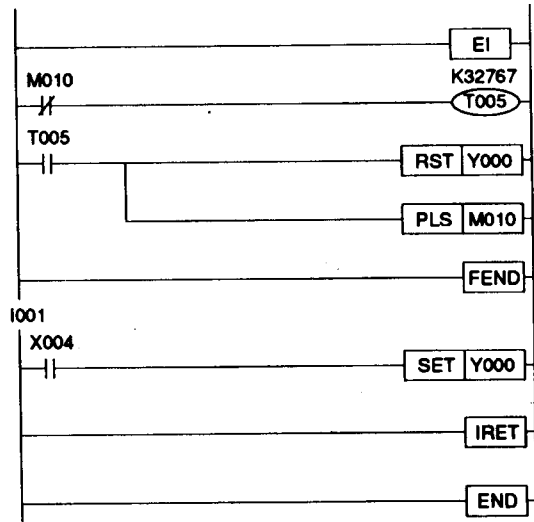 EI
M010 K32767
T005
T005
RST Y000
PLS M010
FEND
I001
X004
SET Y000
IRET
END